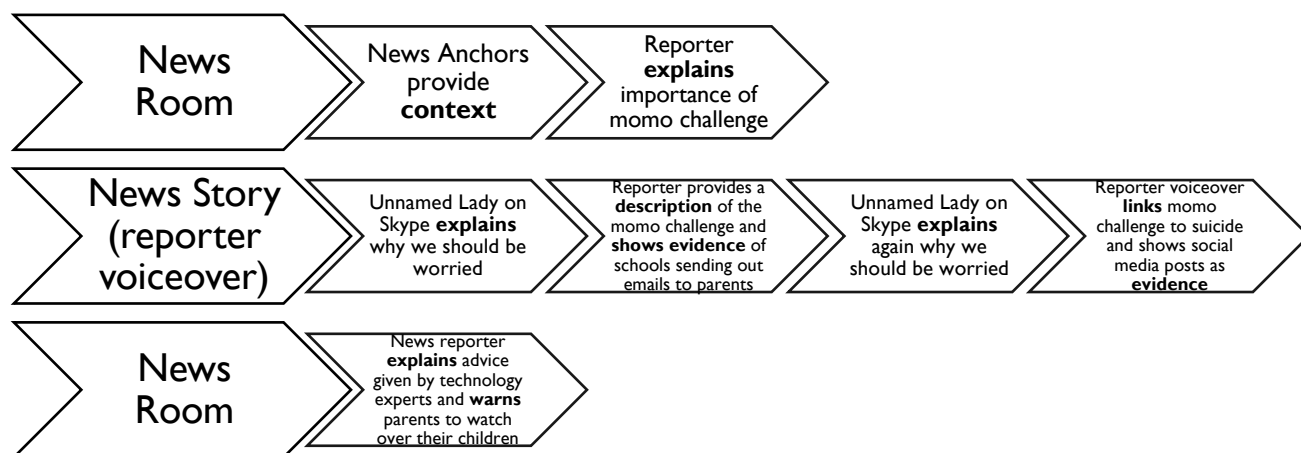 News
Room
News Anchors
provide
context
Reporter
explains
importance of
momo challenge
News Story
(reporter
voiceover)
Unnamed Lady on
Skype explains
why we should be
worried
Reporter provides a
description of the
momo challenge and
shows evidence of
schools sending out
emails to parents
Unnamed Lady on
Skype explains
again why we
should be worried
Reporter voiceover
links momo
challenge to suicide
and shows social
media posts as
evidence
News
Room
News reporter
explains advice
given by technology
experts and warns
parents to watch
over their children